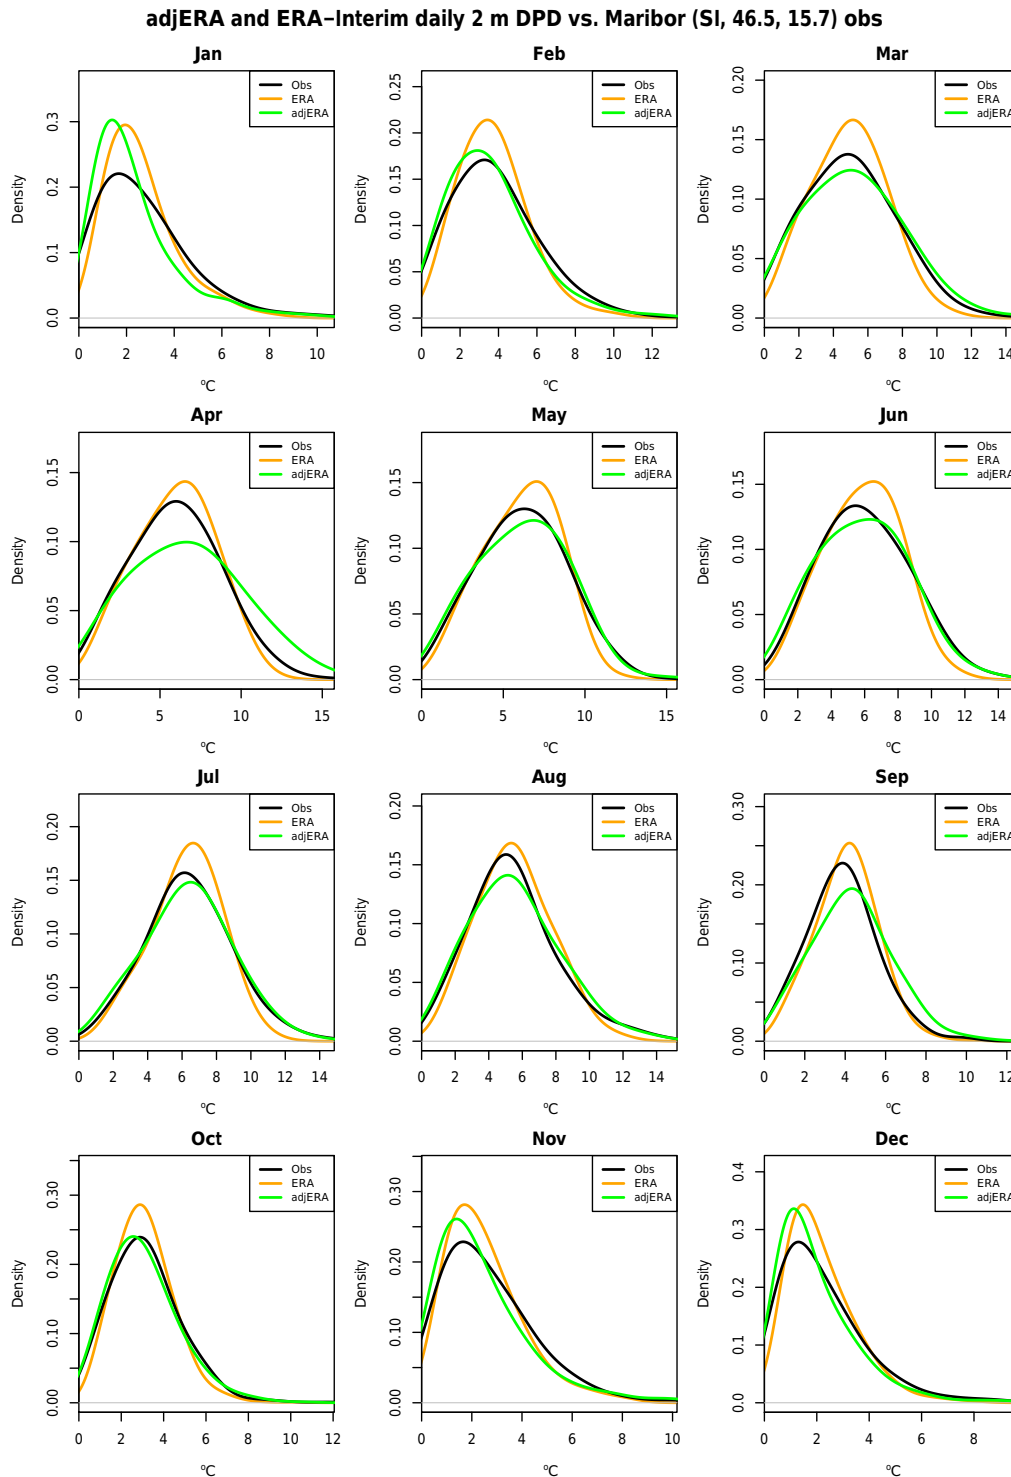 adjERA and ERA−Interim daily 2 m DPD vs. Maribor (SI, 46.5, 15.7) obs
Jan
Obs
ERA
adjERA
Density
0.0 0.1 0.2 0.3
0 2 4 6 8 10
°C
Feb
Obs
ERA
adjERA
Density
0.00 0.05 0.10 0.15 0.20 0.25
0 2 4 6 8 10 12
°C
Mar
Obs
ERA
adjERA
Density
0.00 0.05 0.10 0.15 0.20
0 2 4 6 8 10 14
°C
Apr
Obs
ERA
adjERA
Density
0.00 0.05 0.10 0.15
0 5 10 15
°C
May
Obs
ERA
adjERA
Density
0.00 0.05 0.10 0.15
0 5 10 15
°C
Jun
Obs
ERA
adjERA
Density
0.00 0.05 0.10 0.15
0 2 4 6 8 10 12 14
°C
Jul
Obs
ERA
adjERA
Density
0.00 0.05 0.10 0.15 0.20
0 2 4 6 8 10 12 14
°C
Aug
Obs
ERA
adjERA
Density
0.00 0.05 0.10 0.15 0.20
0 2 4 6 8 10 12 14
°C
Sep
Obs
ERA
adjERA
Density
0.00 0.10 0.20 0.30
0 2 4 6 8 10 12
°C
Oct
Obs
ERA
adjERA
Density
0.00 0.10 0.20 0.30
0 2 4 6 8 10 12
°C
Nov
Obs
ERA
adjERA
Density
0.00 0.10 0.20 0.30
0 2 4 6 8 10
°C
Dec
Obs
ERA
adjERA
Density
0.0 0.1 0.2 0.3 0.4
0 2 4 6 8
°C